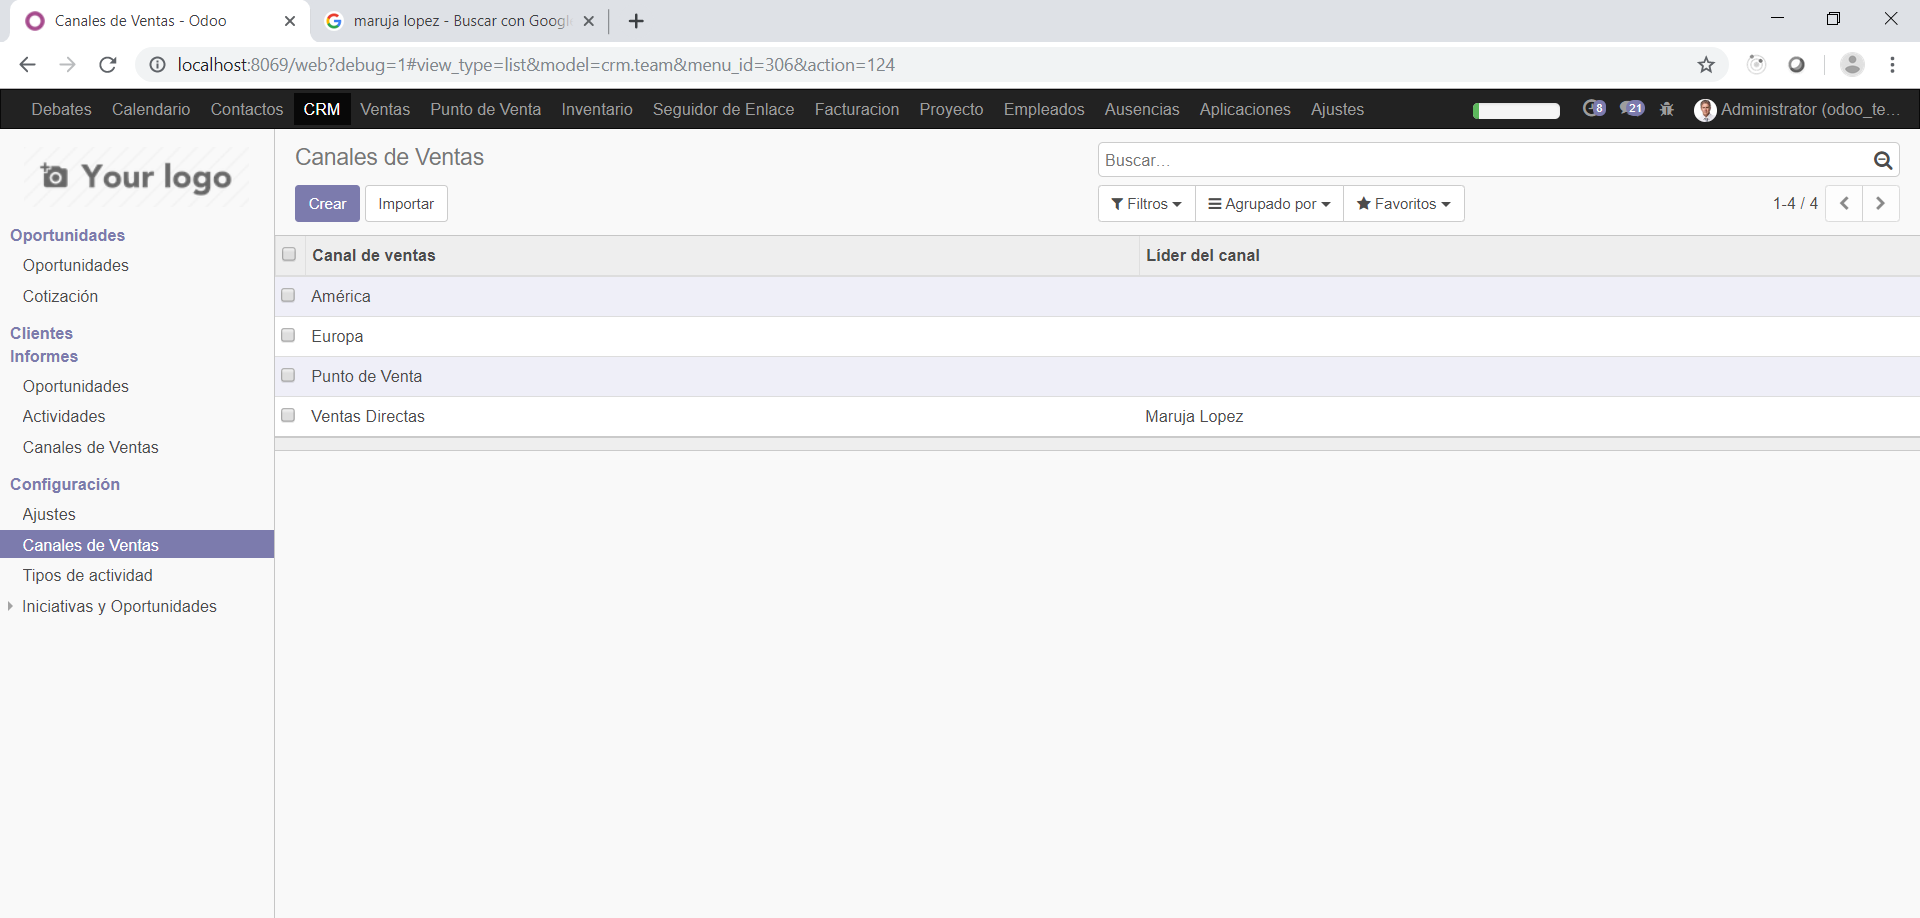 Canales de Ventas - Odoo
maruja lopez - Buscar con Googl
localhost:8069/web?debug=1#view_type=list&model=crm.team&menu_id=306&action=124
Debates Calendario Contactos CRM Ventas Punto de Venta Inventario Seguidor de Enlace Facturacion Proyecto Empleados Ausencias Aplicaciones Ajustes 8 21 Administrator (odoo_te...
Your logo
Oportunidades
Oportunidades
Cotización
Clientes
Informes
Oportunidades
Actividades
Canales de Ventas
Configuración
Ajustes
Canales de Ventas
Tipos de actividad
Iniciativas y Oportunidades
Canales de Ventas
Buscar...
Crear Importar
Filtros Agrupado por Favoritos 1-4 / 4
Canal de ventas Líder del canal
América
Europa
Punto de Venta
Ventas Directas Maruja Lopez